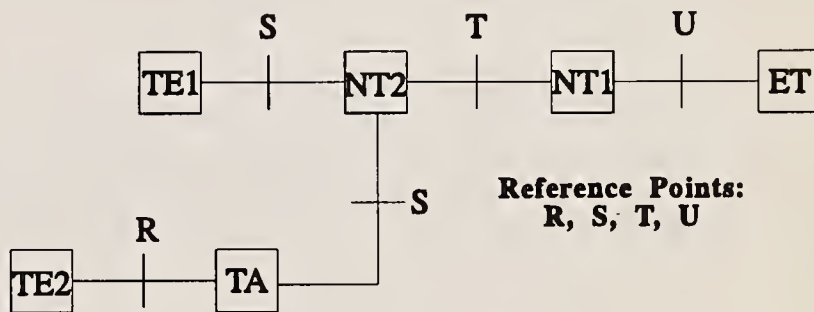 S T U
TE1 NT2 NT1 ET
S
Reference Points:
R, S, T, U
R
TE2 TA